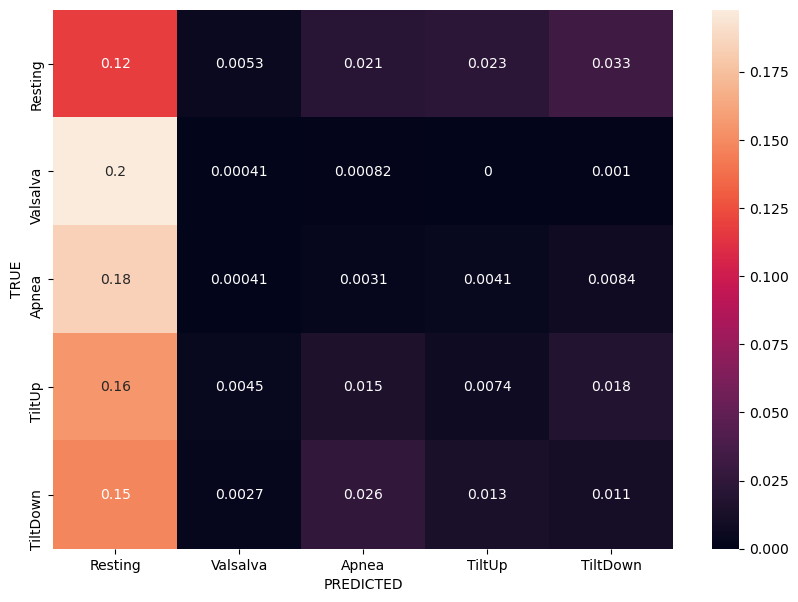 Resting 0.12 0.0053 0.021 0.023 0.033
Valsalva 0.2 0.00041 0.00082 0 0.001
Apnea 0.18 0.00041 0.0031 0.0041 0.0084
TiltUp 0.16 0.0045 0.015 0.0074 0.018
TiltDown 0.15 0.0027 0.026 0.013 0.011
TRUE
Resting Valsalva Apnea TiltUp TiltDown
PREDICTED
0.175
0.150
0.125
0.100
0.075
0.050
0.025
0.000